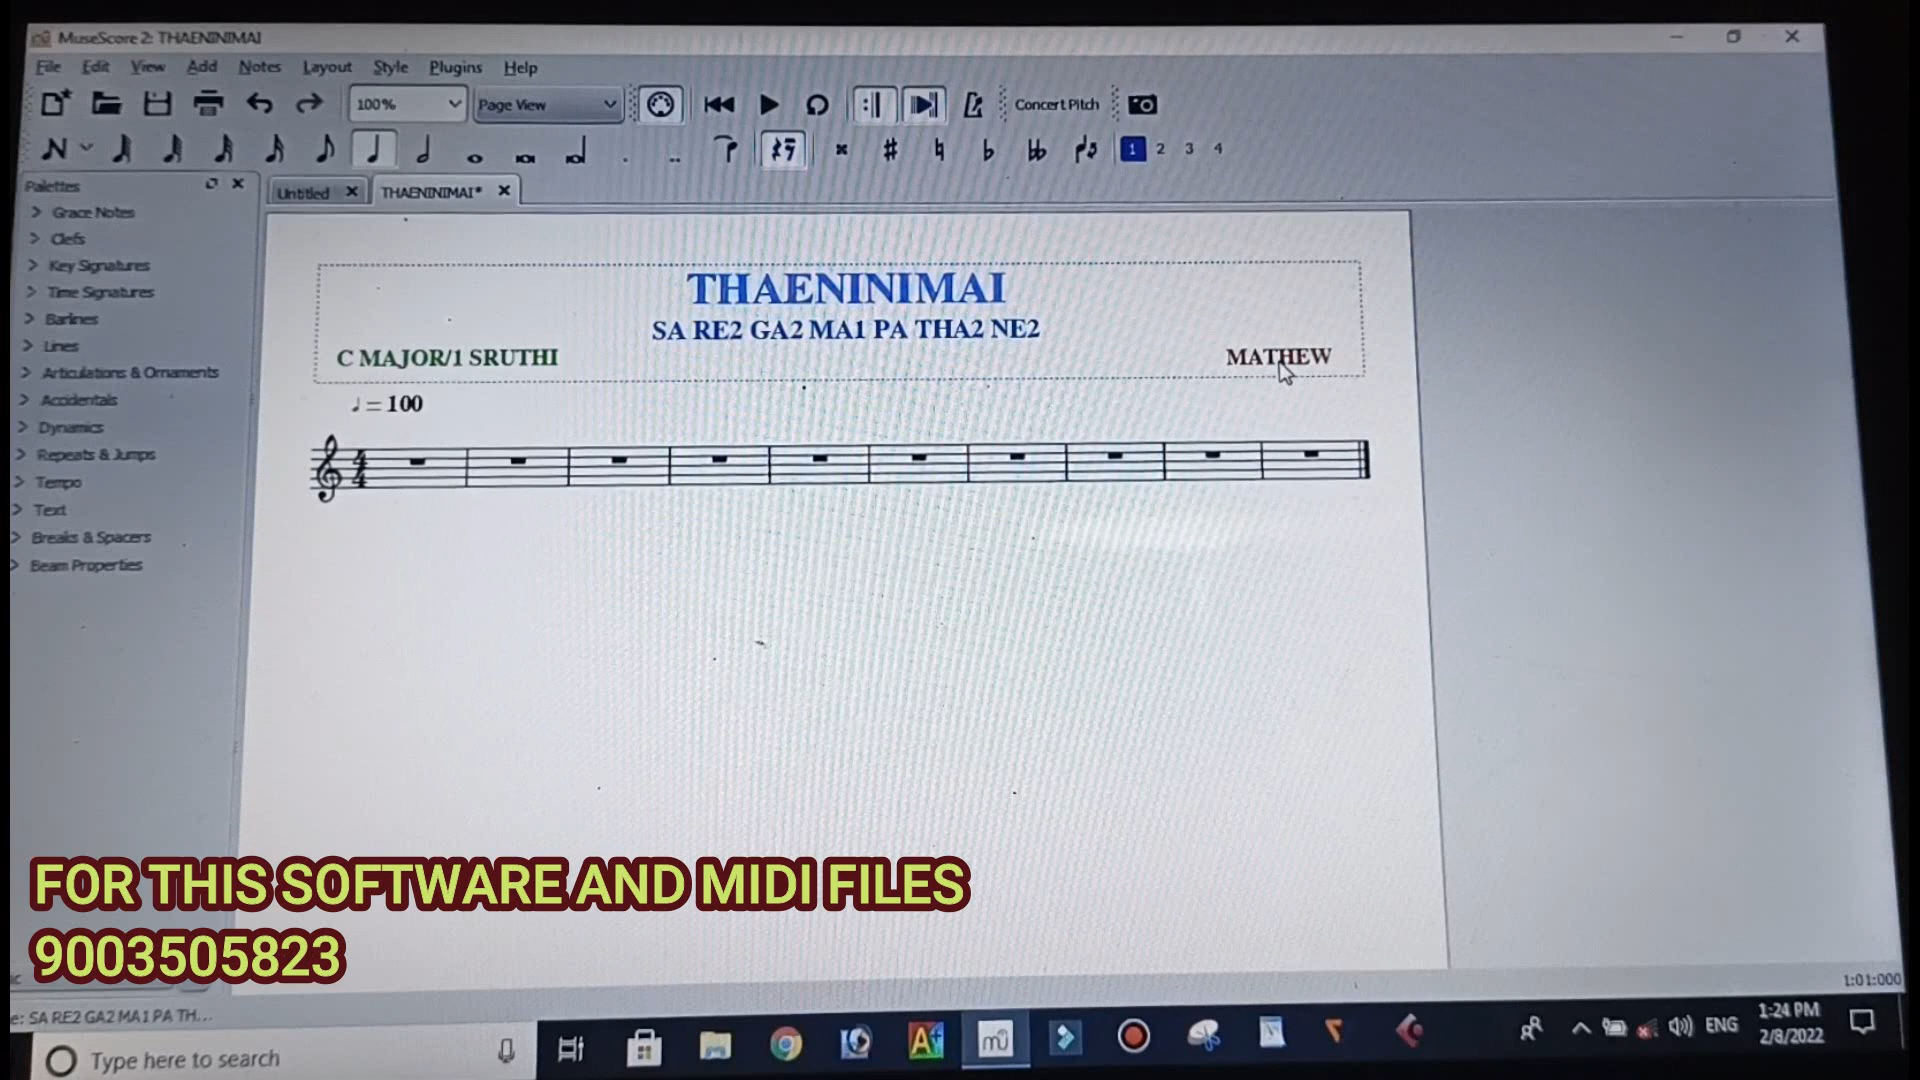 MuseScore 2: THAENINIMAI
File Edit View Add Notes Layout Style Plugins Help
100% Page View Concert Pitch
1 2 3 4
Palettes
Untitled THAENINIMAI*
Grace Notes
Clefs
Key Signatures
Time Signatures
Barlines
Lines
Articulations & Ornaments
Accidentals
Dynamics
Repeats & Jumps
Tempo
Text
Breaks & Spacers
Beam Properties
THAENINIMAI
SA RE2 GA2 MA1 PA THA2 NE2
C MAJOR/1 SRUTHI
MATHEW
♩ = 100
FOR THIS SOFTWARE AND MIDI FILES
9003505823
1:01:000
e: SA RE2 GA2 MA1 PA TH...
Type here to search
ENG
1:24 PM
2/8/2022